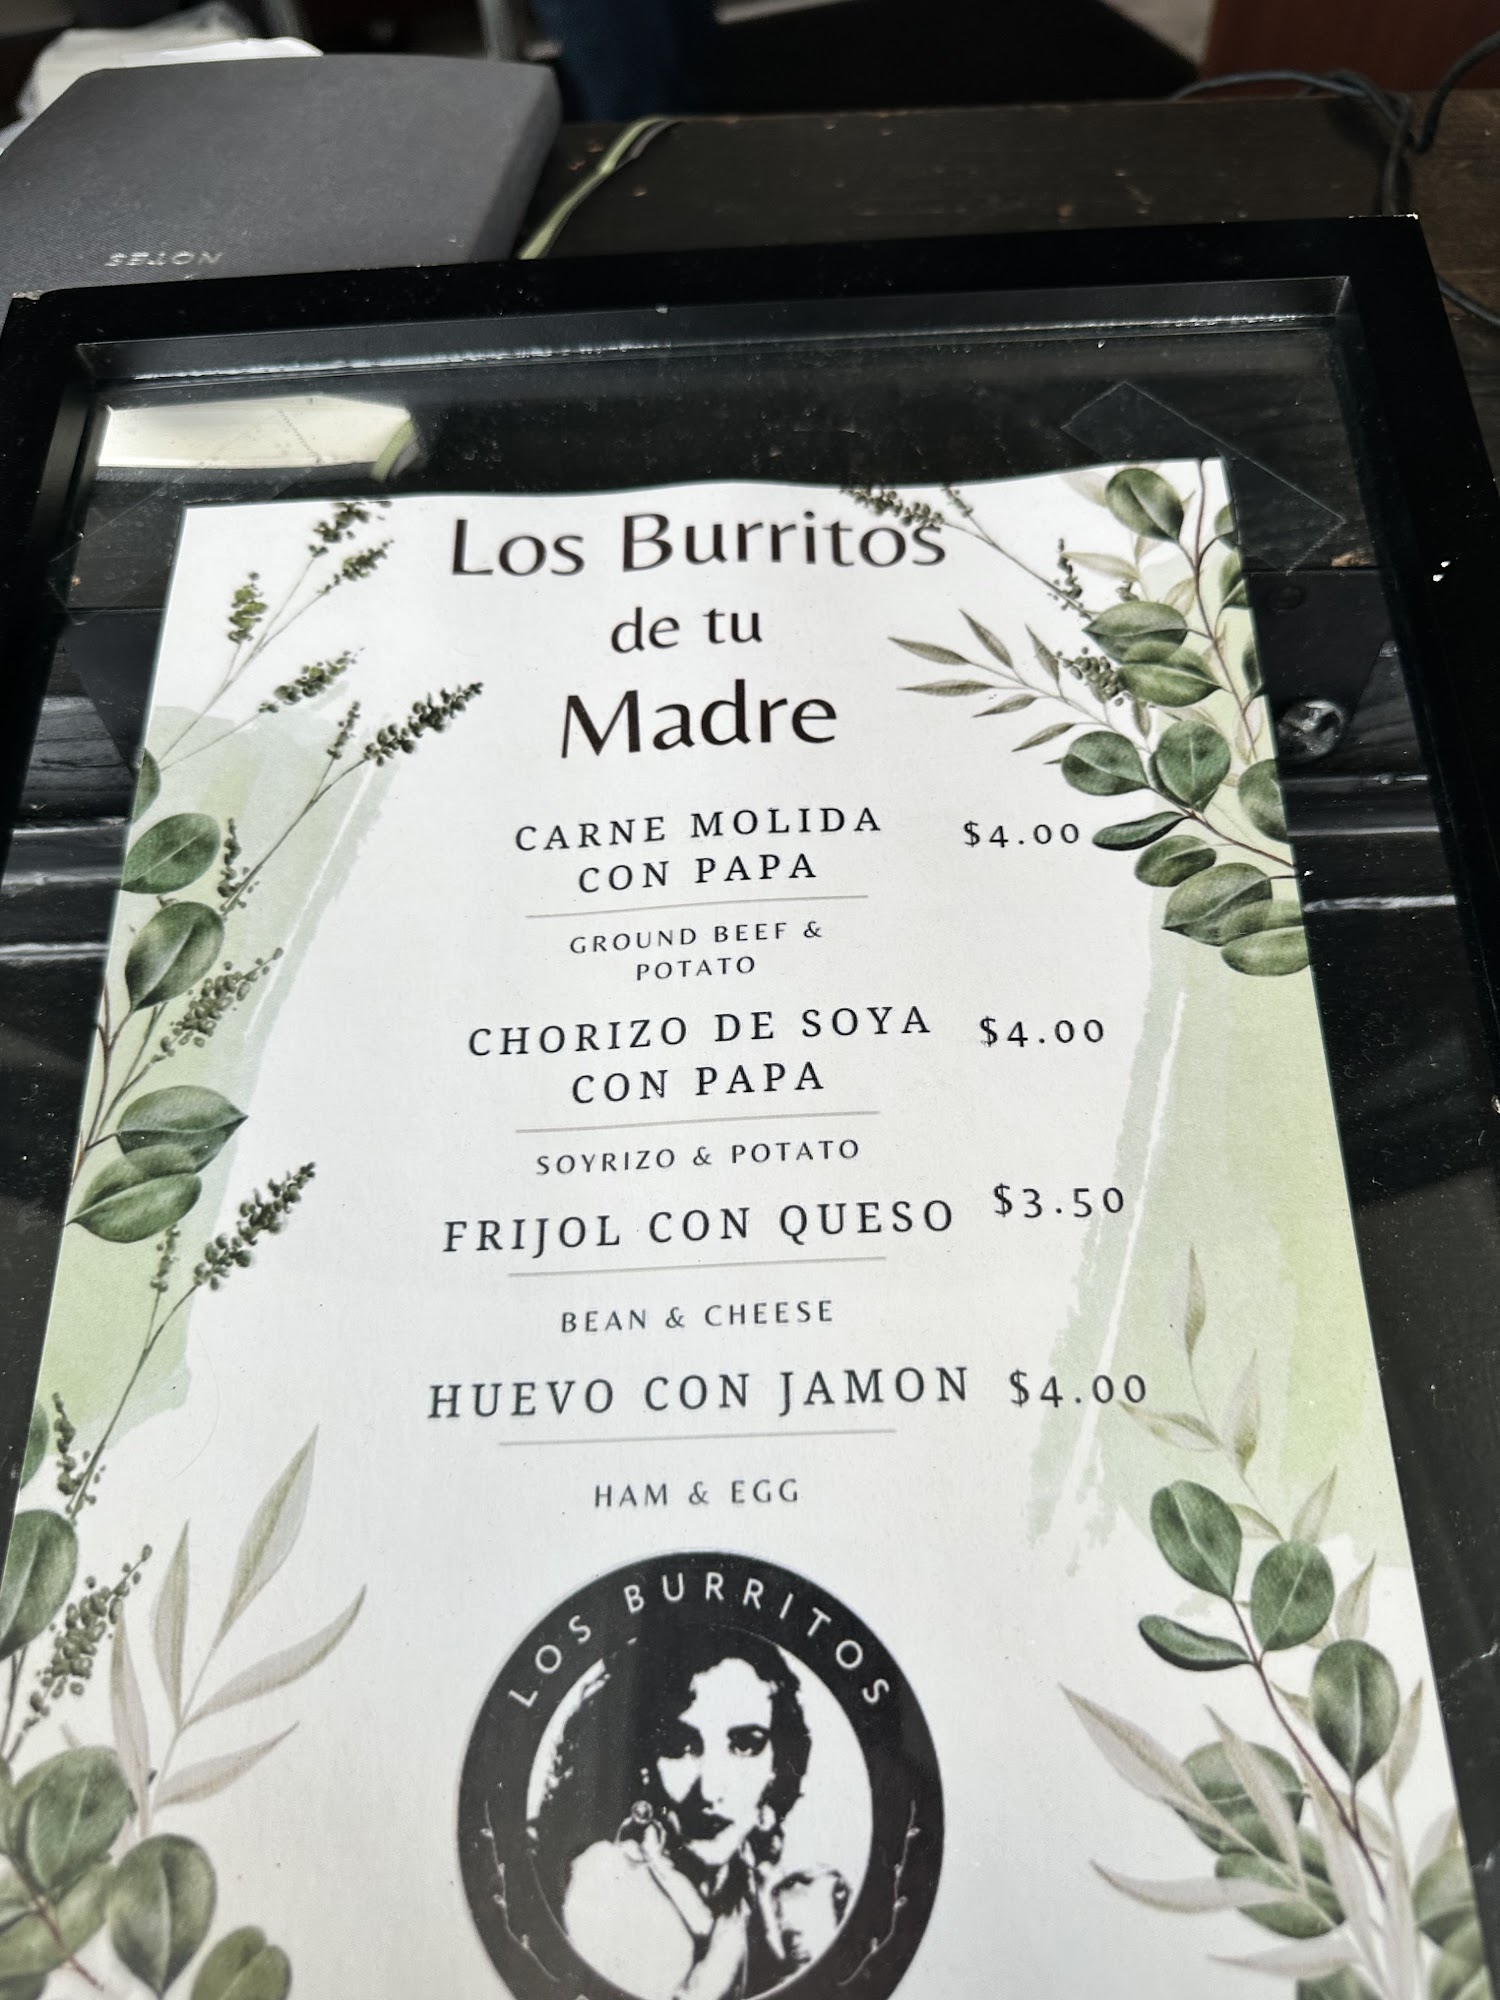 NOTES
Los Burritos
de tu
Madre
CARNE MOLIDA $4.00
CON PAPA
GROUND BEEF &
POTATO
CHORIZO DE SOYA $4.00
CON PAPA
SOYRIZO & POTATO
FRIJOL CON QUESO $3.50
BEAN & CHEESE
HUEVO CON JAMON $4.00
HAM & EGG
LOS BURRITOS